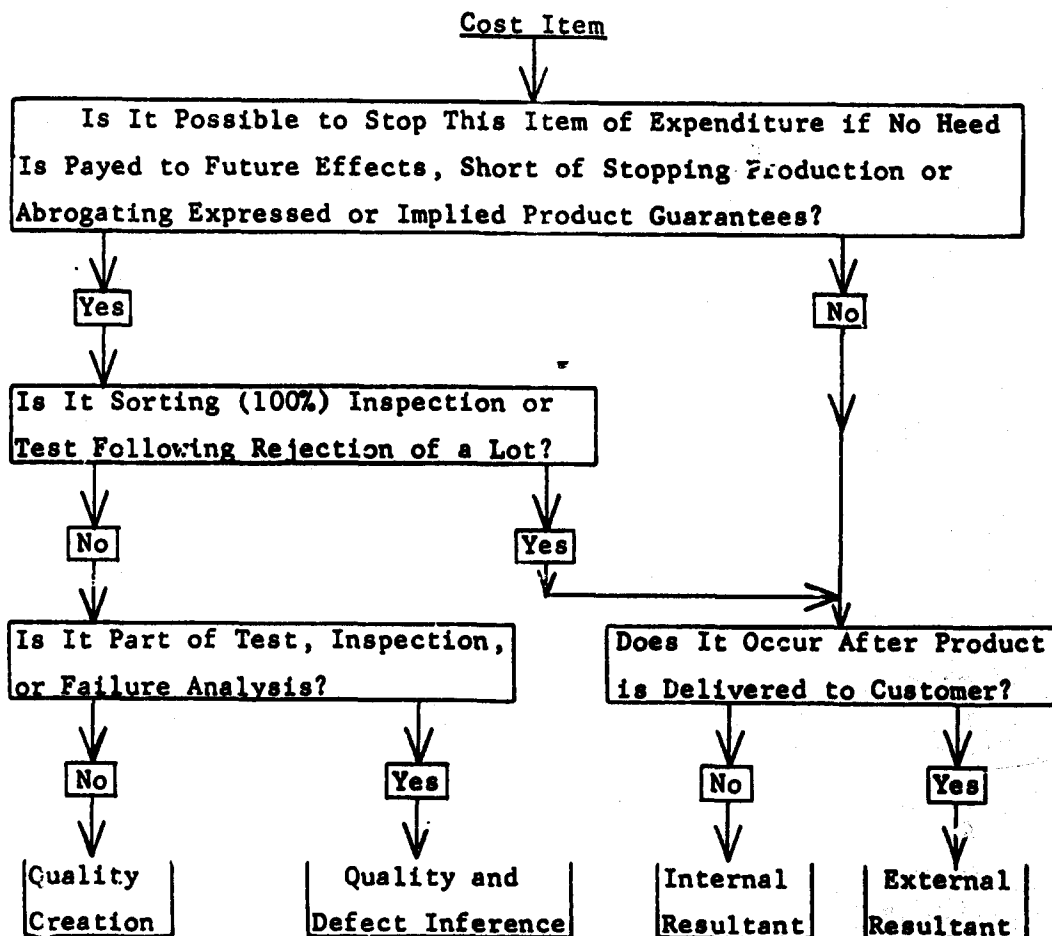 Cost Item
Is It Possible to Stop This Item of Expenditure if No Heed
Is Payed to Future Effects, Short of Stopping Production or
Abrogating Expressed or Implied Product Guarantees?
Yes
No
Is It Sorting (100%) Inspection or
Test Following Rejection of a Lot?
No
Yes
Is It Part of Test, Inspection,
or Failure Analysis?
Does It Occur After Product
is Delivered to Customer?
No
Yes
No
Yes
Quality
Creation
Quality and
Defect Inference
Internal
Resultant
External
Resultant